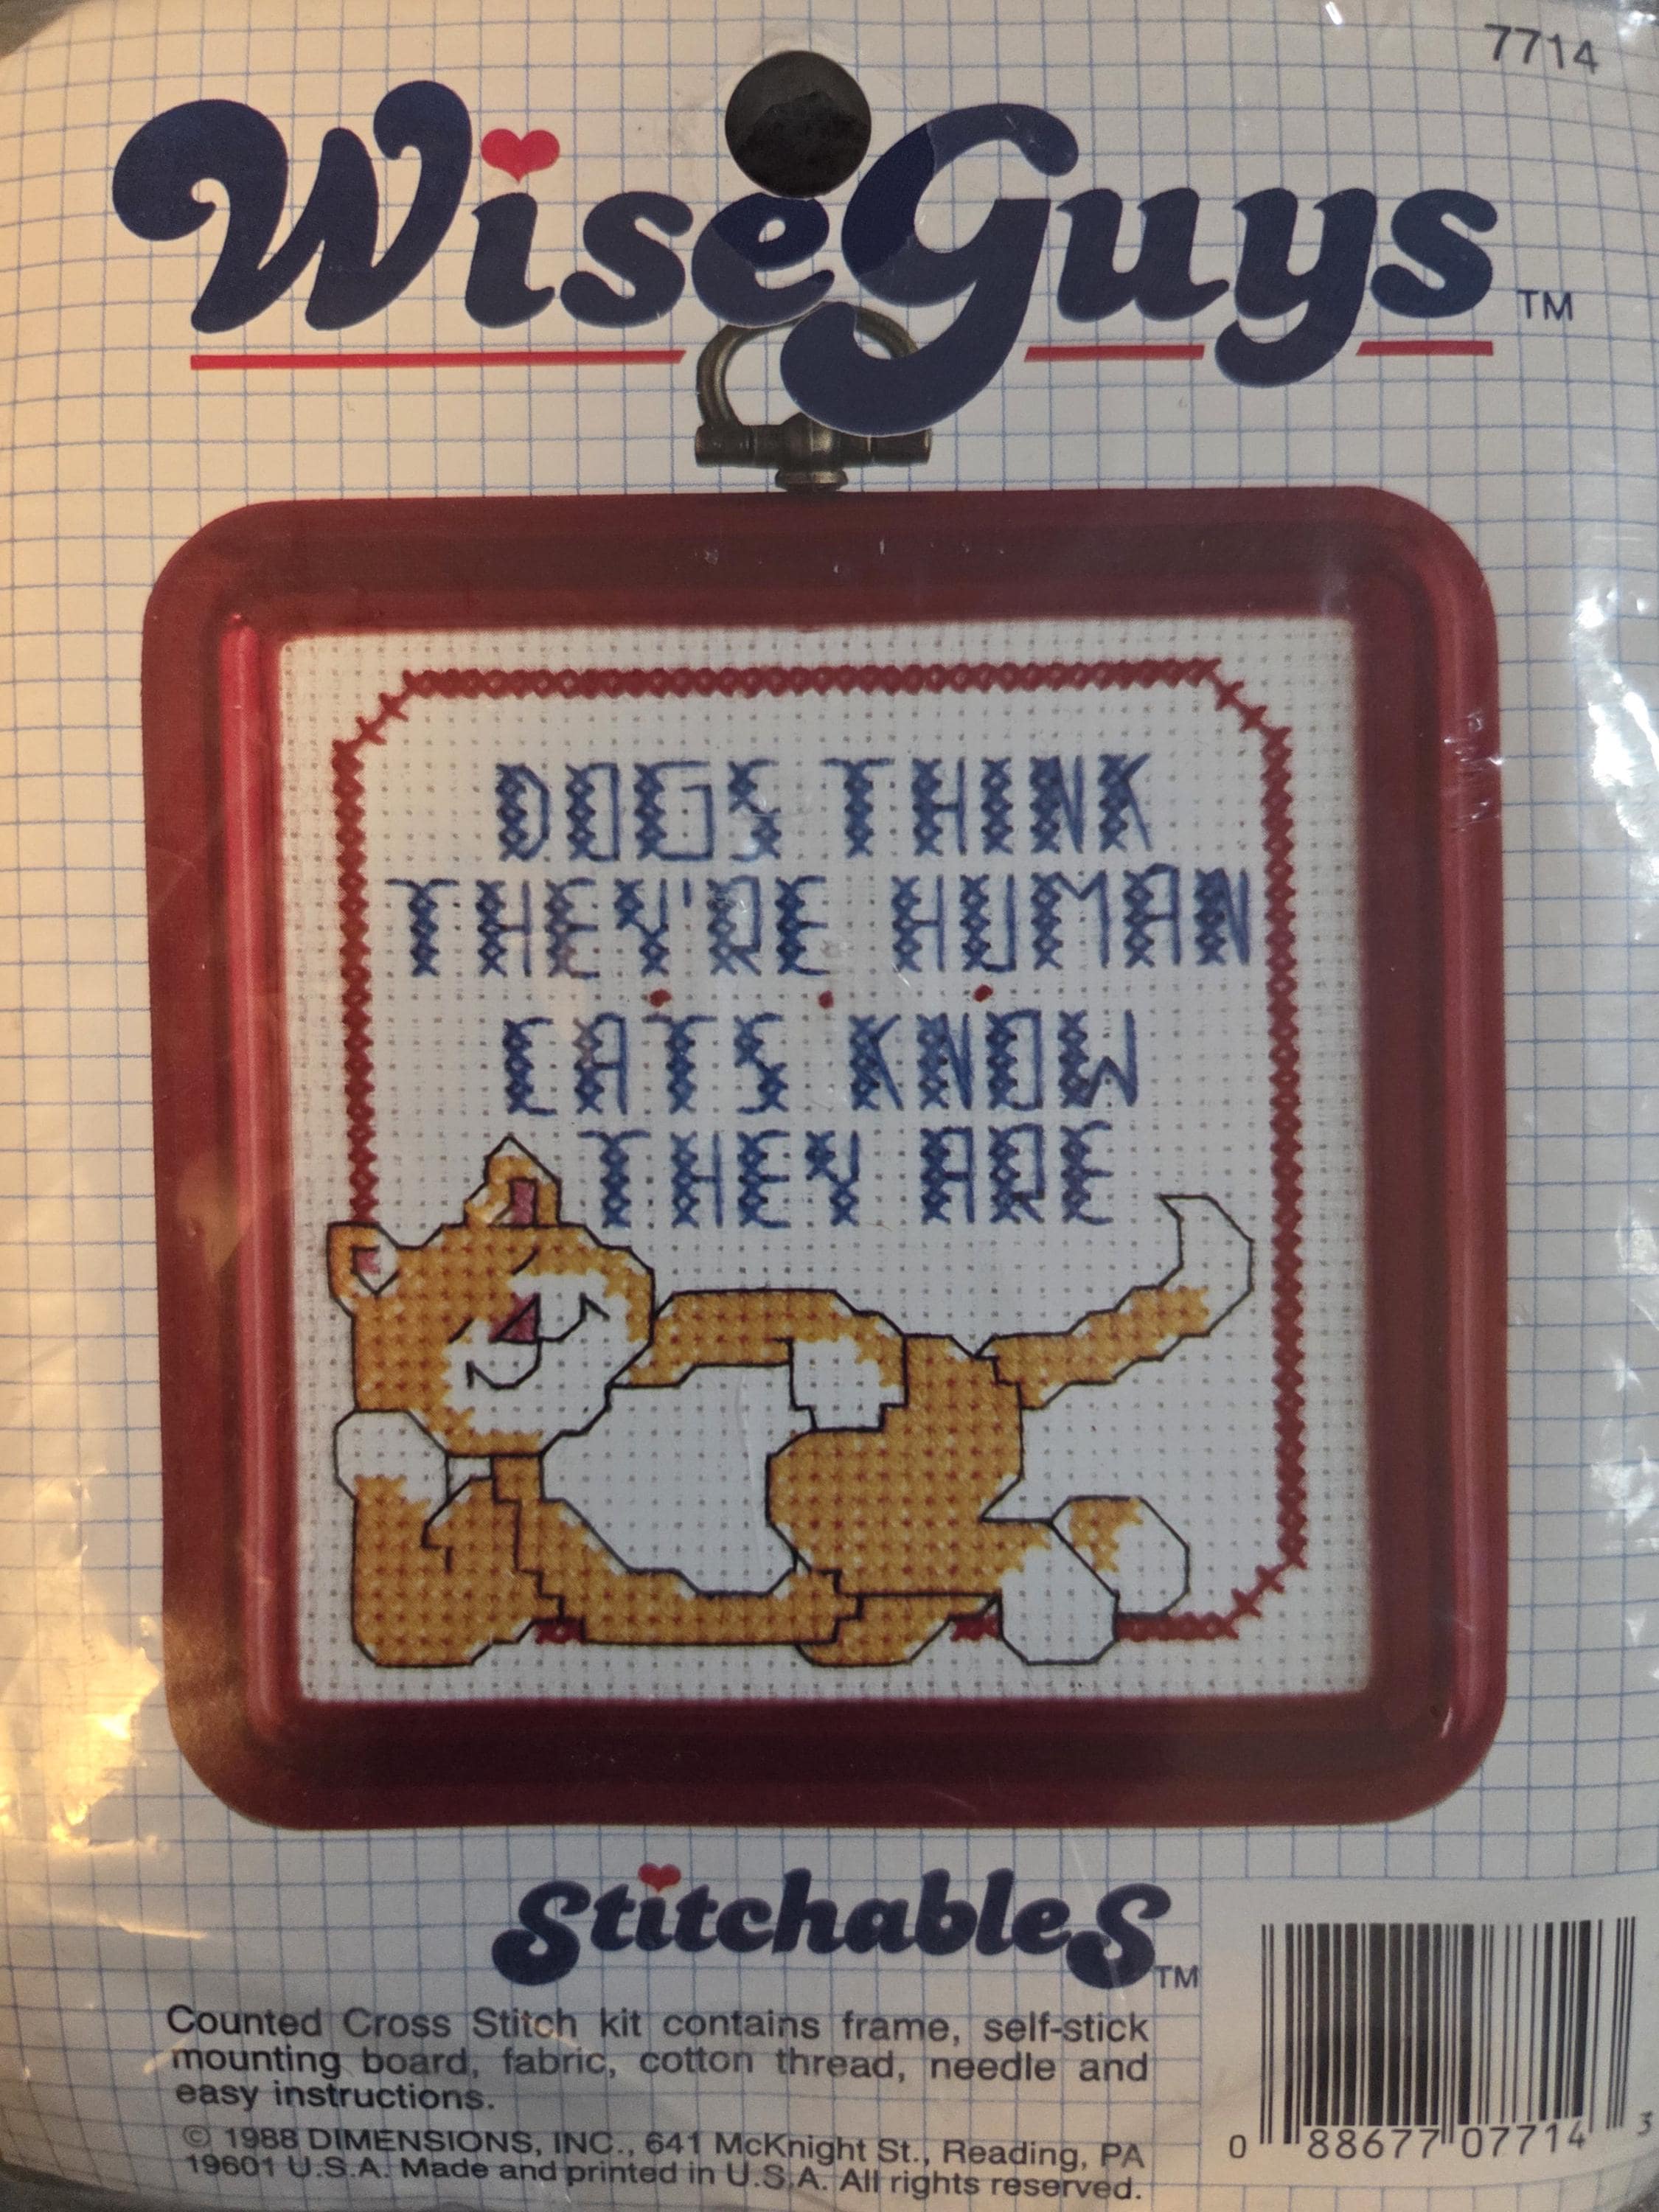 7714
WiseGuys TM
DOGS THINK
THEY'RE HUMAN
...
CATS KNOW
THEY ARE
StitchableS TM
Counted Cross Stitch kit contains frame, self-stick
mounting board, fabric, cotton thread, needle and
easy instructions.
© 1988 DIMENSIONS, INC., 641 McKnight St., Reading, PA
19601 U.S.A. Made and printed in U.S.A. All rights reserved.
0 88677 07714 3